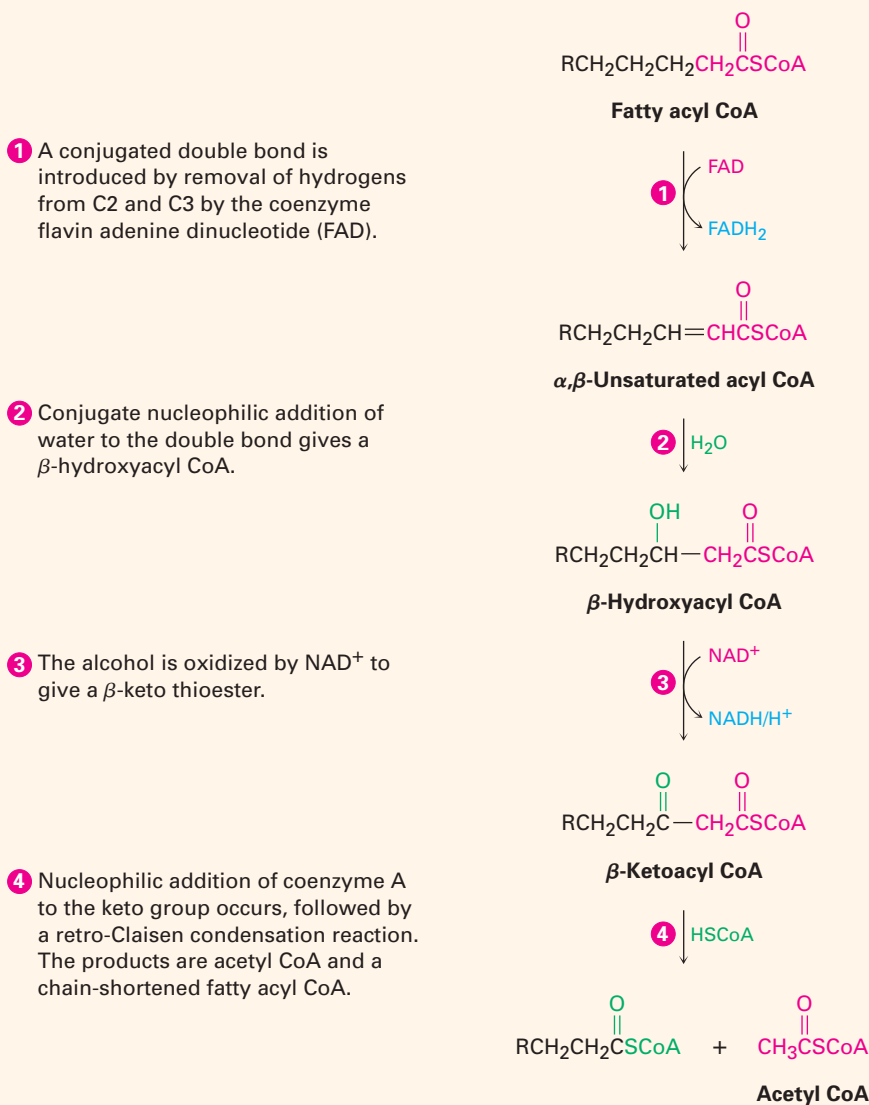 O
RCH₂CH₂CH₂CH₂CSCoA
Fatty acyl CoA
1 A conjugated double bond is
introduced by removal of hydrogens
from C2 and C3 by the coenzyme
flavin adenine dinucleotide (FAD).
1
FAD
FADH₂
O
RCH₂CH₂CH=CHCSCoA
α,β-Unsaturated acyl CoA
2 Conjugate nucleophilic addition of
water to the double bond gives a
β-hydroxyacyl CoA.
2 H₂O
OH O
RCH₂CH₂CH—CH₂CSCoA
β-Hydroxyacyl CoA
3 The alcohol is oxidized by NAD⁺ to
give a β-keto thioester.
3
NAD⁺
NADH/H⁺
O O
RCH₂CH₂C—CH₂CSCoA
β-Ketoacyl CoA
4 Nucleophilic addition of coenzyme A
to the keto group occurs, followed by
a retro-Claisen condensation reaction.
The products are acetyl CoA and a
chain-shortened fatty acyl CoA.
4 HSCoA
O O
RCH₂CH₂CSCoA + CH₃CSCoA
Acetyl CoA